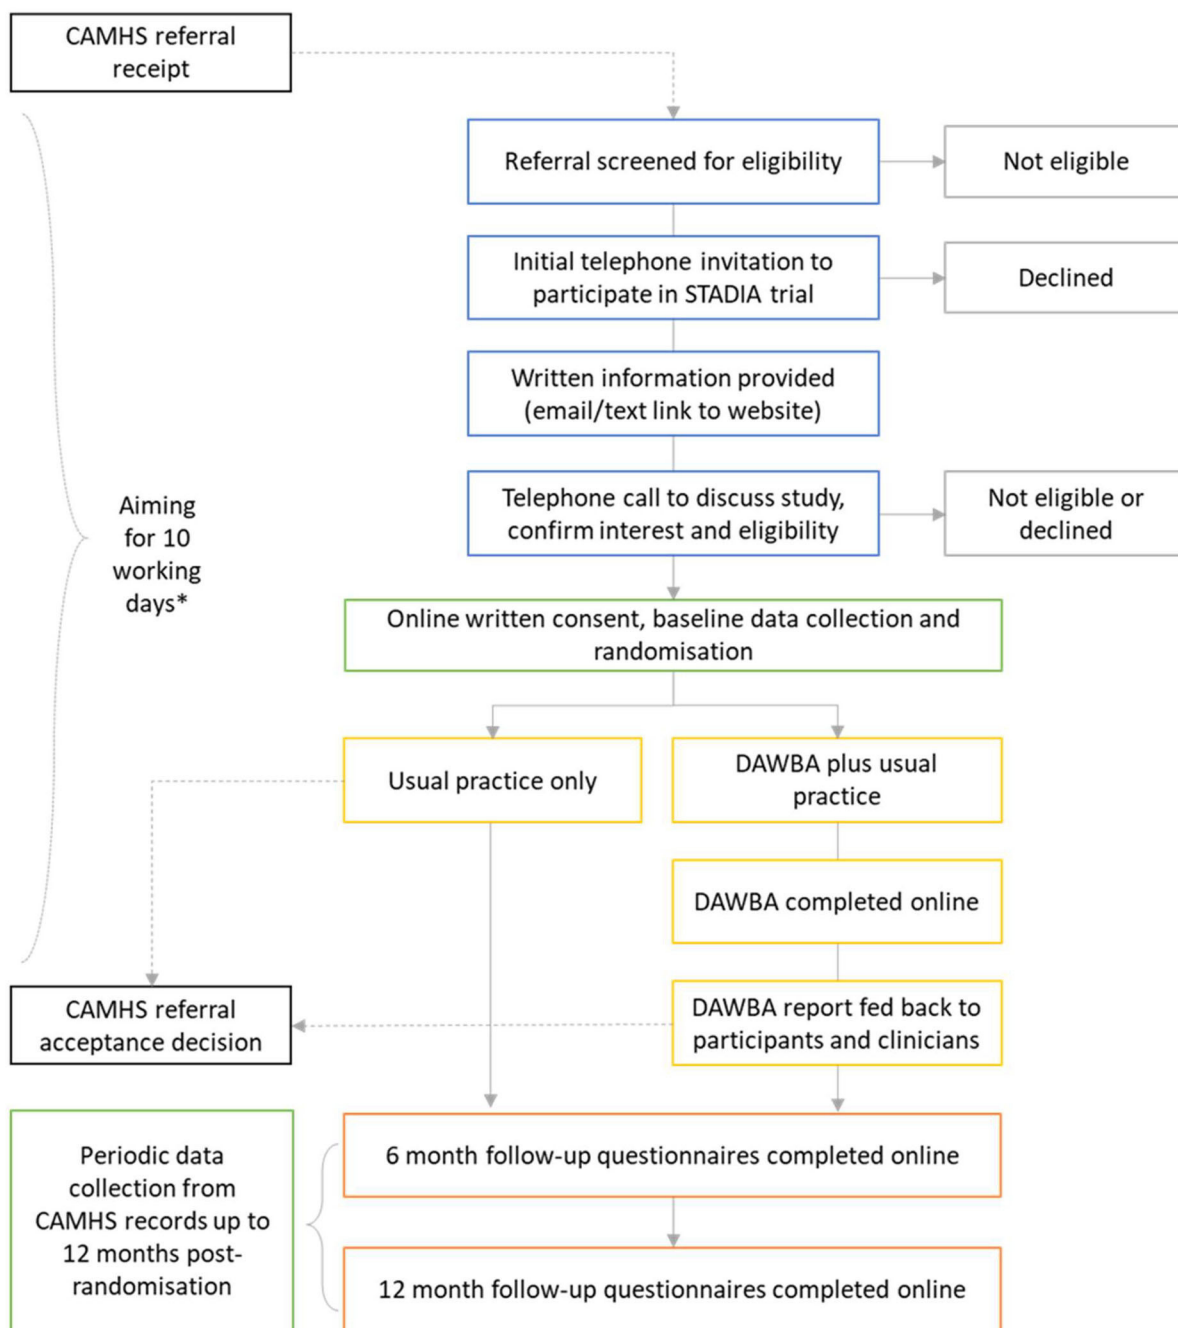 CAMHS referral
receipt
Referral screened for eligibility
Not eligible
Initial telephone invitation to
participate in STADIA trial
Declined
Written information provided
(email/text link to website)
Telephone call to discuss study,
confirm interest and eligibility
Not eligible or
declined
Aiming
for 10
working
days*
Online written consent, baseline data collection and
randomisation
Usual practice only
DAWBA plus usual
practice
DAWBA completed online
CAMHS referral
acceptance decision
DAWBA report fed back to
participants and clinicians
Periodic data
collection from
CAMHS records up to
12 months post-
randomisation
6 month follow-up questionnaires completed online
12 month follow-up questionnaires completed online